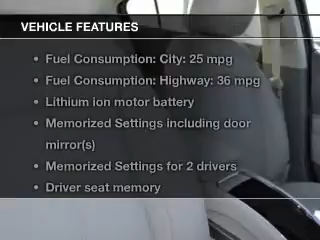 VEHICLE FEATURES
• Fuel Consumption: City: 25 mpg
• Fuel Consumption: Highway: 36 mpg
• Lithium ion motor battery
• Memorized Settings including door
mirror(s)
• Memorized Settings for 2 drivers
• Driver seat memory